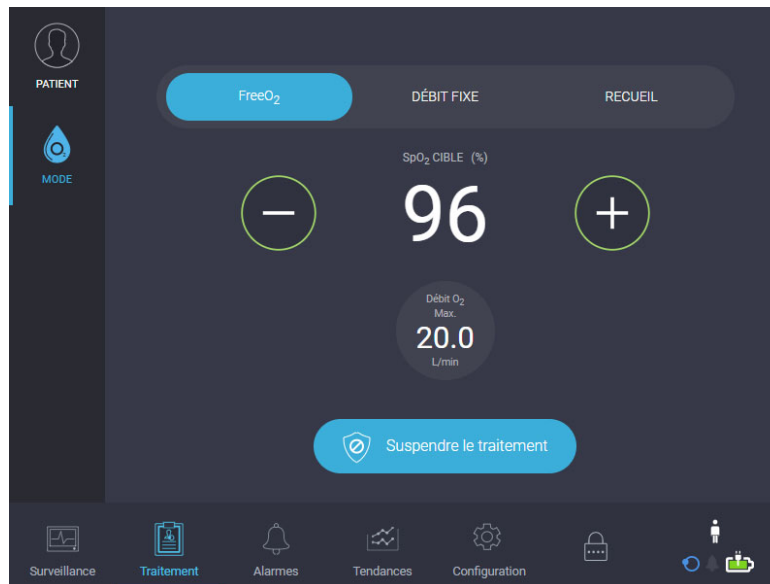 PATIENT
FreeO₂
DÉBIT FIXE
RECUEIL
O₂
MODE
SpO₂ CIBLE (%)
96
Débit O₂
Max.
20.0
L/min
Suspendre le traitement
Surveillance
Traitement
Alarmes
Tendances
Configuration